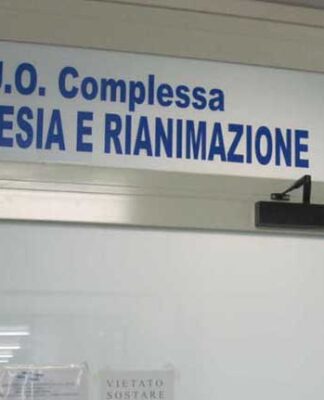 U.O. Complessa
ESIA E RIANIMAZIONE
VIETATO
SOSTARE